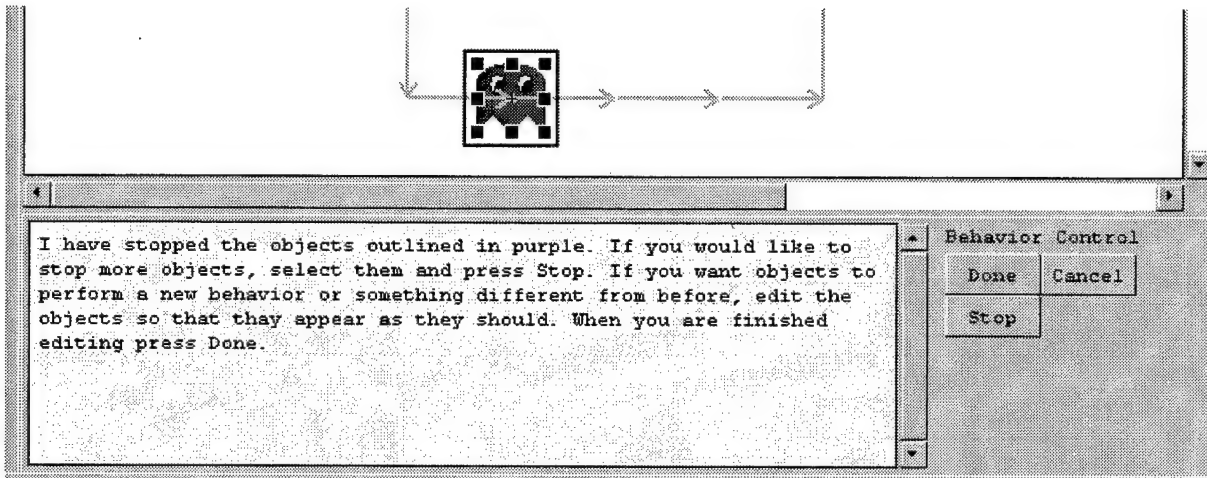 I have stopped the objects outlined in purple. If you would like to
stop more objects, select them and press Stop. If you want objects to
perform a new behavior or something different from before, edit the
objects so that thay appear as they should. When you are finished
editing press Done.
Behavior Control
Done Cancel
Stop